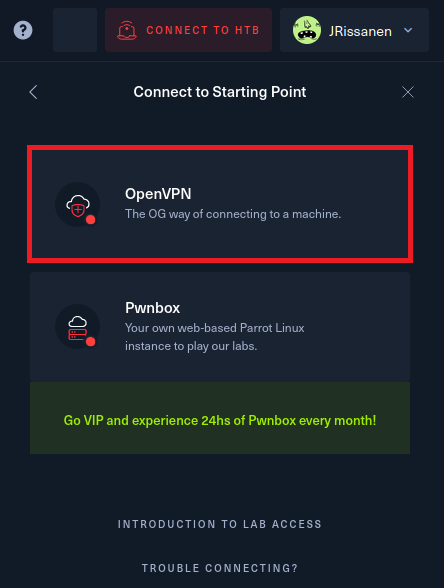 ?
CONNECT TO HTB
JRissanen
Connect to Starting Point
OpenVPN
The OG way of connecting to a machine.
Pwnbox
Your own web-based Parrot Linux
instance to play our labs.
Go VIP and experience 24hs of Pwnbox every month!
INTRODUCTION TO LAB ACCESS
TROUBLE CONNECTING?